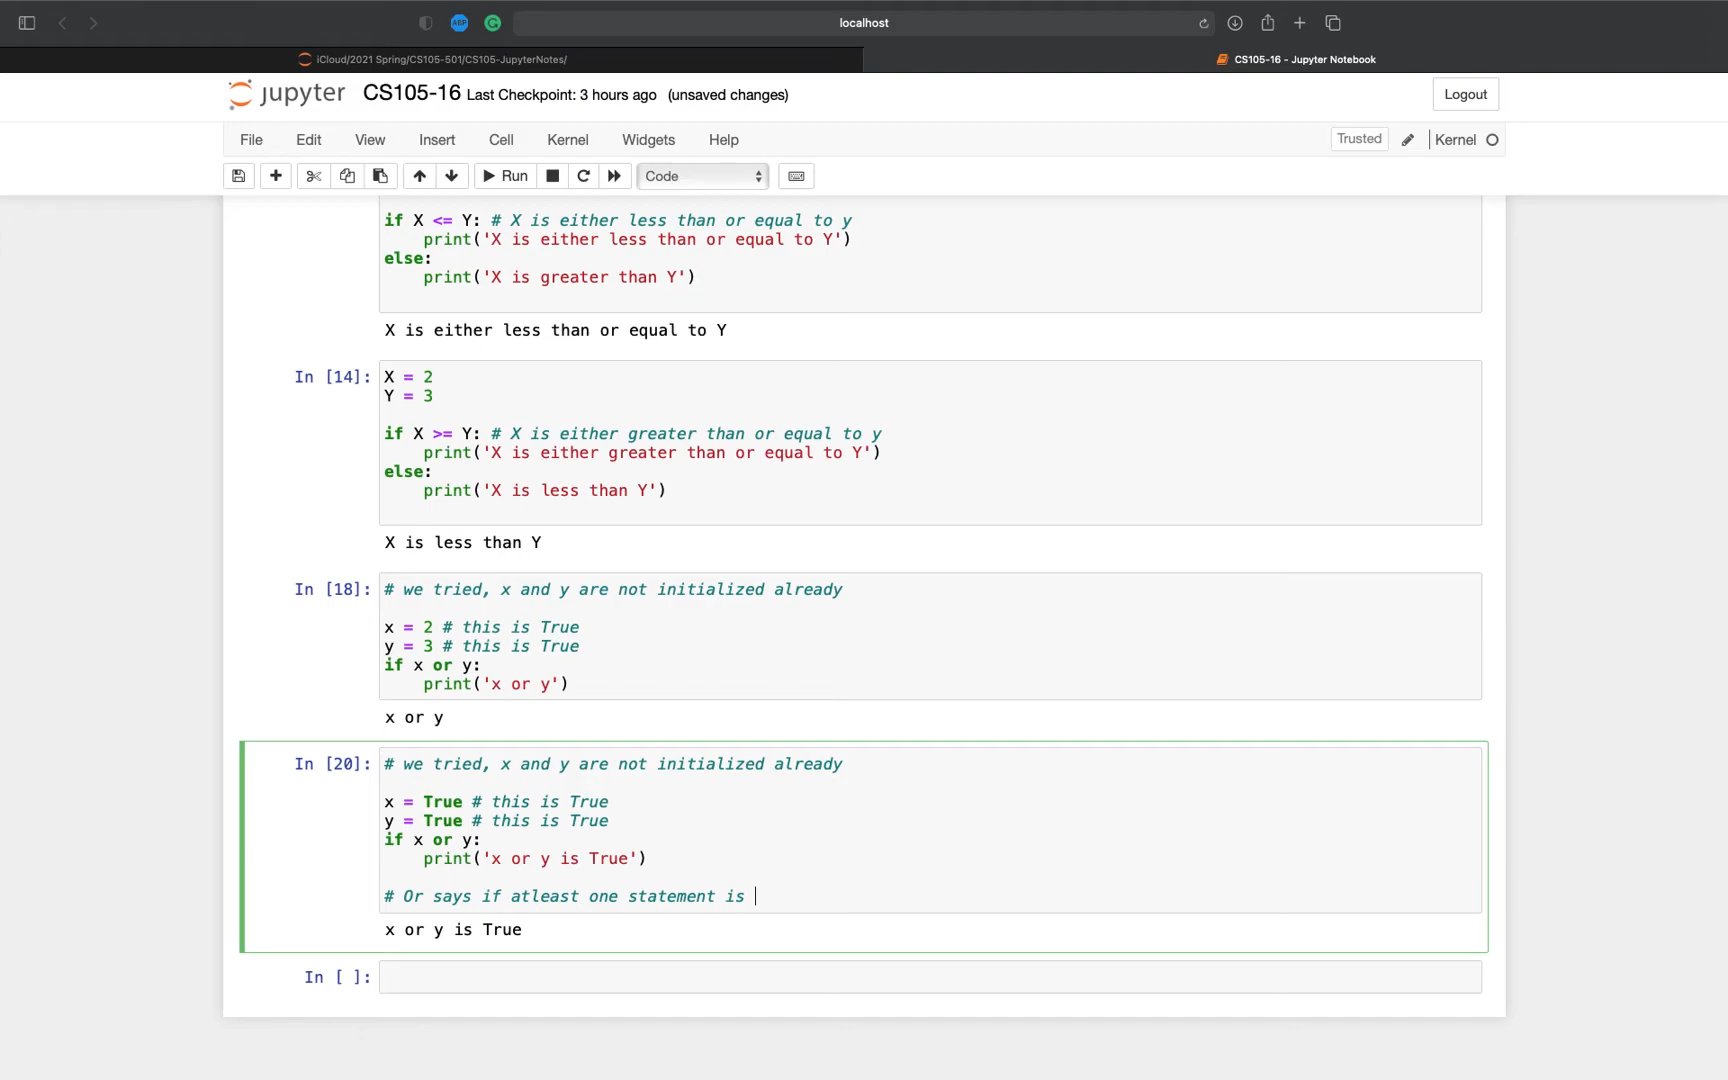 localhost
iCloud/2021 Spring/CS105-501/CS105-JupyterNotes/
CS105-16 - Jupyter Notebook
jupyter CS105-16 Last Checkpoint: 3 hours ago (unsaved changes)
Logout
File Edit View Insert Cell Kernel Widgets Help
Trusted
Kernel
Run
Code
if X <= Y: # X is either less than or equal to y
    print('X is either less than or equal to Y')
else:
    print('X is greater than Y')
X is either less than or equal to Y
In [14]: X = 2
Y = 3
if X >= Y: # X is either greater than or equal to y
    print('X is either greater than or equal to Y')
else:
    print('X is less than Y')
X is less than Y
In [18]: # we tried, x and y are not initialized already
x = 2 # this is True
y = 3 # this is True
if x or y:
    print('x or y')
x or y
In [20]: # we tried, x and y are not initialized already
x = True # this is True
y = True # this is True
if x or y:
    print('x or y is True')
# Or says if atleast one statement is
x or y is True
In [ ]: